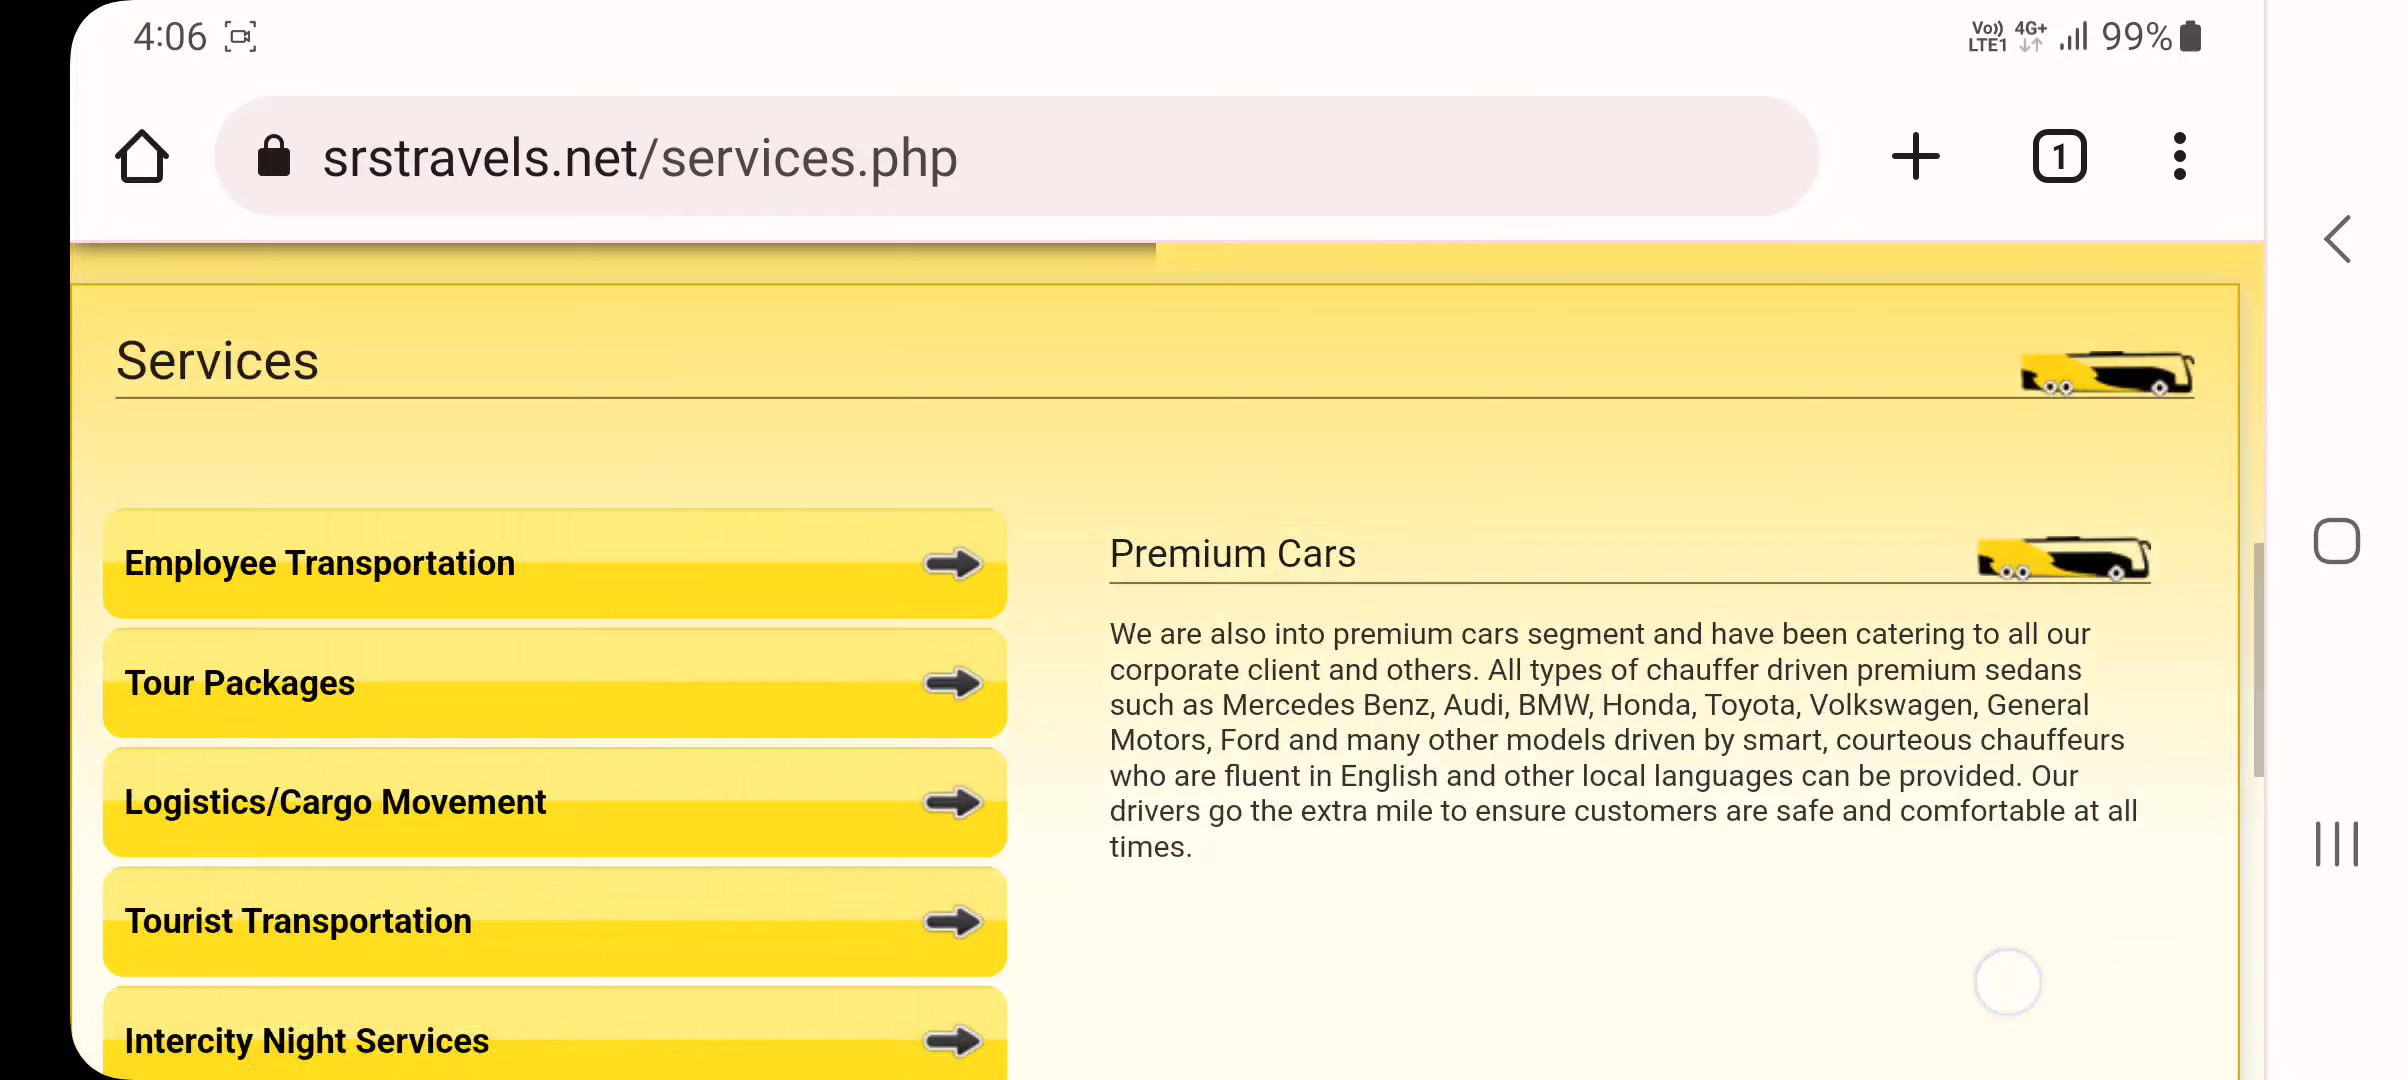 4:06
Vo)) LTE1 4G+ 99%
srstravels.net/services.php
1
Services
Employee Transportation
Tour Packages
Logistics/Cargo Movement
Tourist Transportation
Intercity Night Services
Premium Cars
We are also into premium cars segment and have been catering to all our
corporate client and others. All types of chauffer driven premium sedans
such as Mercedes Benz, Audi, BMW, Honda, Toyota, Volkswagen, General
Motors, Ford and many other models driven by smart, courteous chauffeurs
who are fluent in English and other local languages can be provided. Our
drivers go the extra mile to ensure customers are safe and comfortable at all
times.